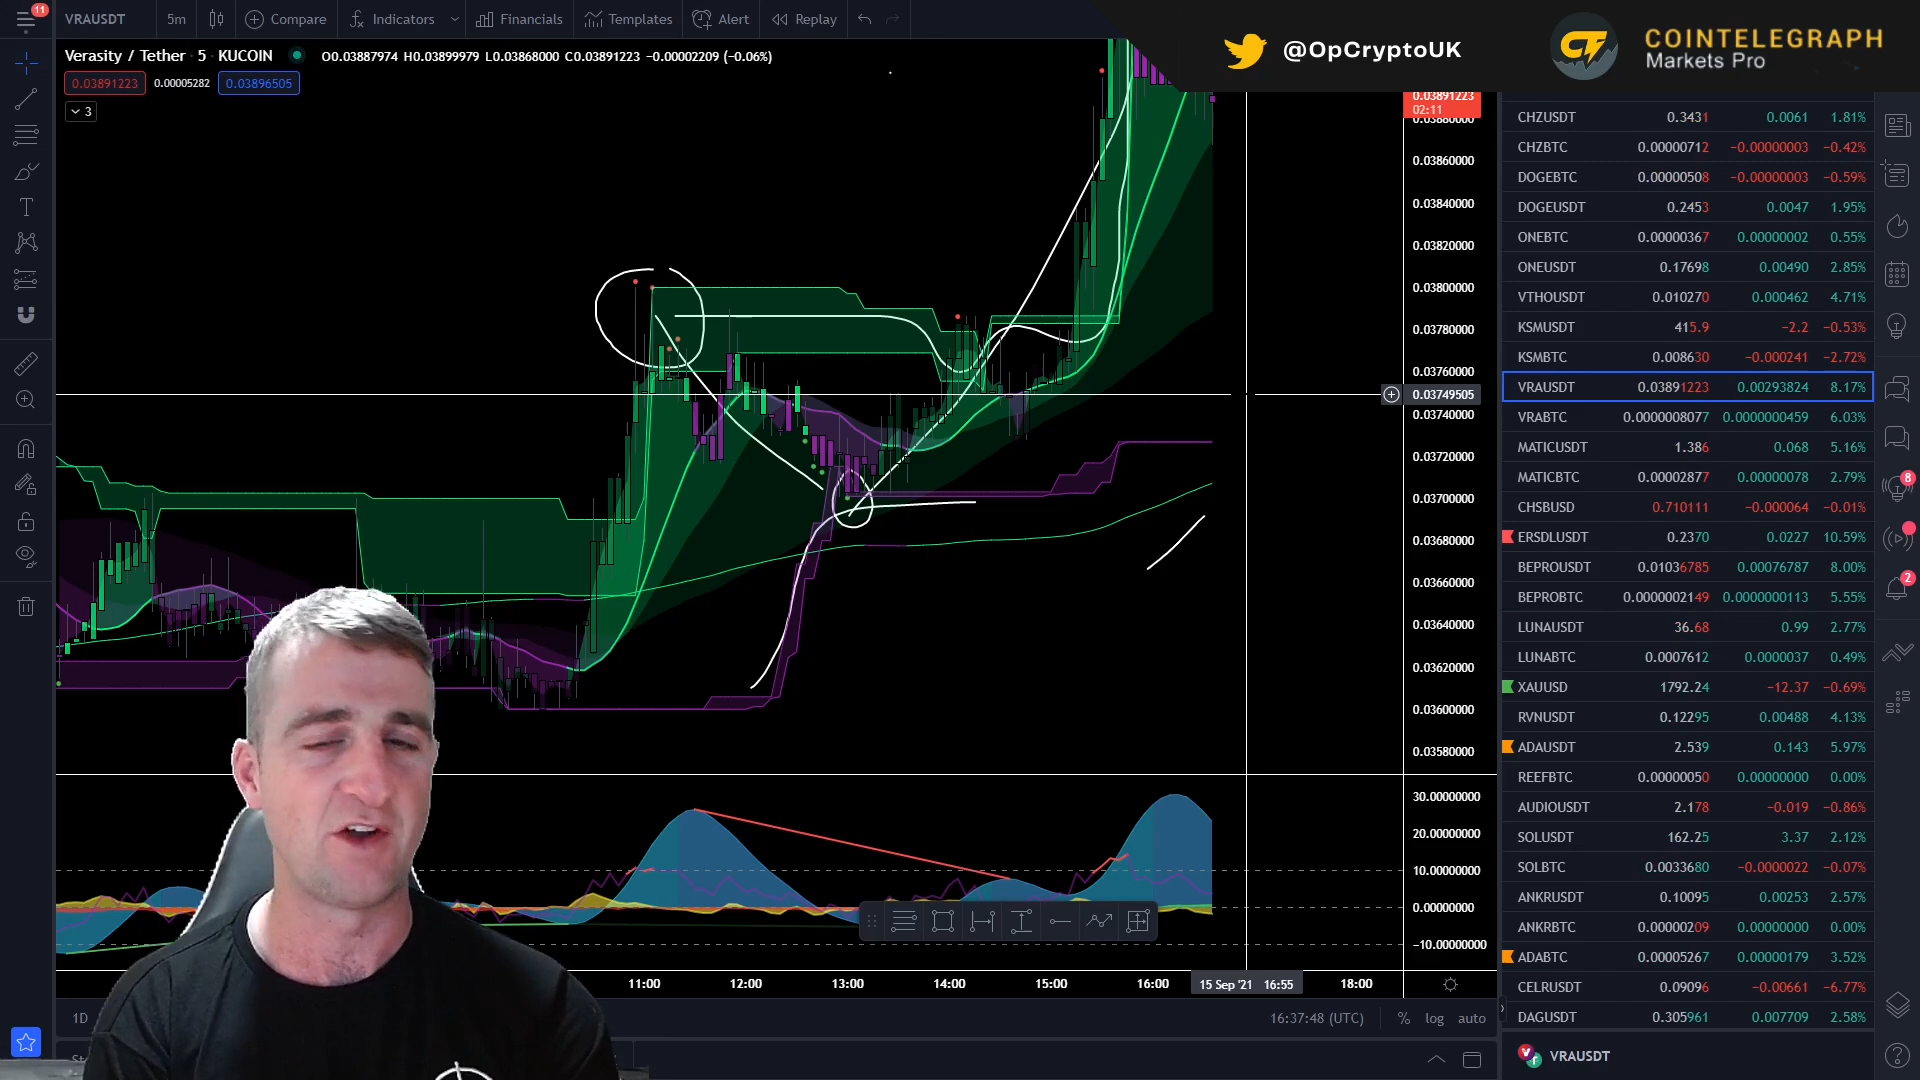 11
VRAUSDT
5m
Compare
Indicators
Financials
Templates
Alert
Replay
@OpCryptoUK
COINTELEGRAPH
Markets Pro
Verasity / Tether · 5 · KUCOIN
O0.03887974 H0.03899979 L0.03868000 C0.03891223 −0.00002209 (−0.06%)
0.03891223 0.00005282 0.03896505
3
0.03891223
02:11
0.03880000
0.03860000
0.03840000
0.03820000
0.03800000
0.03780000
0.03760000
0.03749505
0.03740000
0.03720000
0.03700000
0.03680000
0.03660000
0.03640000
0.03620000
0.03600000
0.03580000
30.00000000
20.00000000
10.00000000
0.00000000
−10.00000000
11:00 12:00 13:00 14:00 15:00 16:00 15 Sep '21 16:55 18:00
1D
16:37:48 (UTC) % log auto
CHZUSDT 0.3431 0.0061 1.81%
CHZBTC 0.00000712 −0.00000003 −0.42%
DOGEBTC 0.00000508 −0.00000003 −0.59%
DOGEUSDT 0.2453 0.0047 1.95%
ONEBTC 0.00000367 0.00000002 0.55%
ONEUSDT 0.17698 0.00490 2.85%
VTHOUSDT 0.010270 0.000462 4.71%
KSMUSDT 415.9 −2.2 −0.53%
KSMBTC 0.008630 −0.000241 −2.72%
VRAUSDT 0.03891223 0.00293824 8.17%
VRABTC 0.0000008077 0.0000000459 6.03%
MATICUSDT 1.386 0.068 5.16%
MATICBTC 0.00002877 0.00000078 2.79%
CHSBUSD 0.710111 −0.000064 −0.01%
ERSDLUSDT 0.2370 0.0227 10.59%
BEPROUSDT 0.01036785 0.00076787 8.00%
BEPROBTC 0.0000002149 0.0000000113 5.55%
LUNAUSDT 36.68 0.99 2.77%
LUNABTC 0.0007612 0.0000037 0.49%
XAUUSD 1792.24 −12.37 −0.69%
RVNUSDT 0.12295 0.00488 4.13%
ADAUSDT 2.539 0.143 5.97%
REEFBTC 0.00000050 0.00000000 0.00%
AUDIOUSDT 2.178 −0.019 −0.86%
SOLUSDT 162.25 3.37 2.12%
SOLBTC 0.0033680 −0.0000022 −0.07%
ANKRUSDT 0.10095 0.00253 2.57%
ANKRBTC 0.00000209 0.00000000 0.00%
ADABTC 0.00005267 0.00000179 3.52%
CELRUSDT 0.09096 −0.00661 −6.77%
DAGUSDT 0.305961 0.007709 2.58%
VRAUSDT
8
2